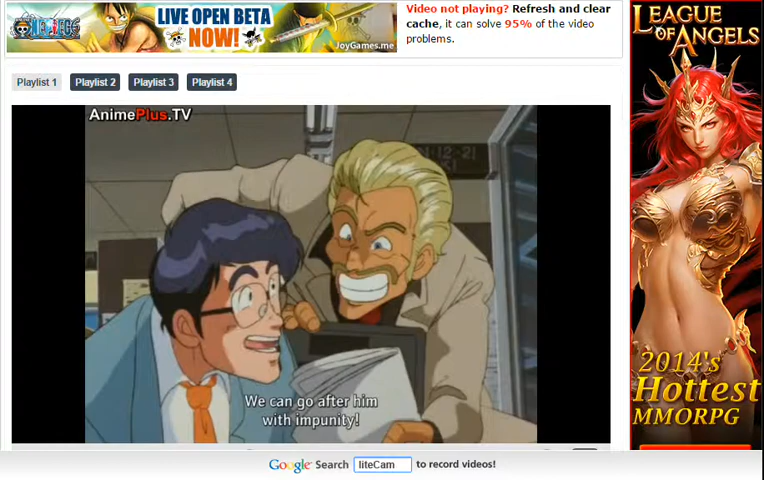 ONE PIECE
LIVE OPEN BETA
NOW!
JoyGames.me
Video not playing? Refresh and clear
cache, it can solve 95% of the video
problems.
LEAGUE
OF ANGELS
Playlist 1
Playlist 2
Playlist 3
Playlist 4
AnimePlus.TV
We can go after him
with impunity!
2014's
Hottest
MMORPG
Google Search liteCam to record videos!